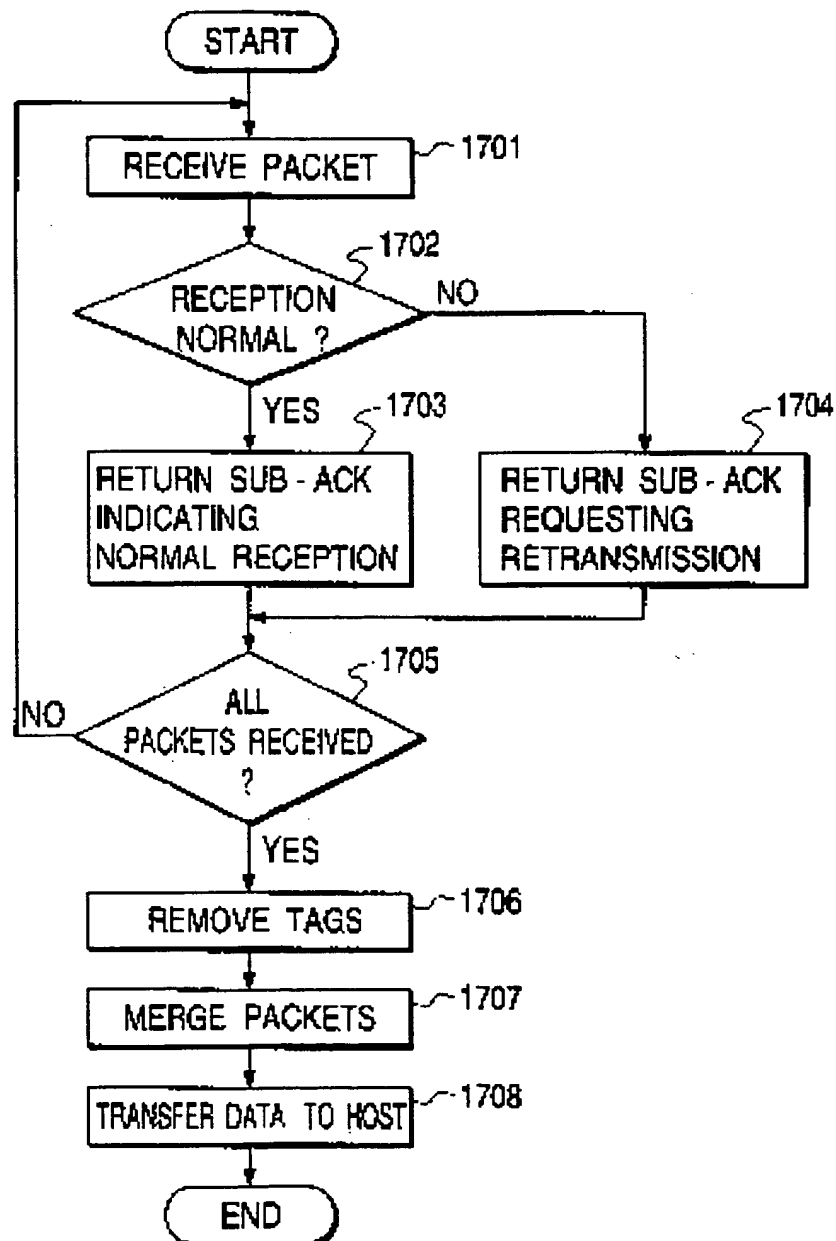 START
RECEIVE PACKET
1701
1702
RECEPTION
NORMAL ?
NO
YES
1703
RETURN SUB-ACK
INDICATING
NORMAL RECEPTION
1704
RETURN SUB-ACK
REQUESTING
RETRANSMISSION
1705
ALL
PACKETS RECEIVED
?
NO
YES
REMOVE TAGS
1706
MERGE PACKETS
1707
TRANSFER DATA TO HOST
1708
END